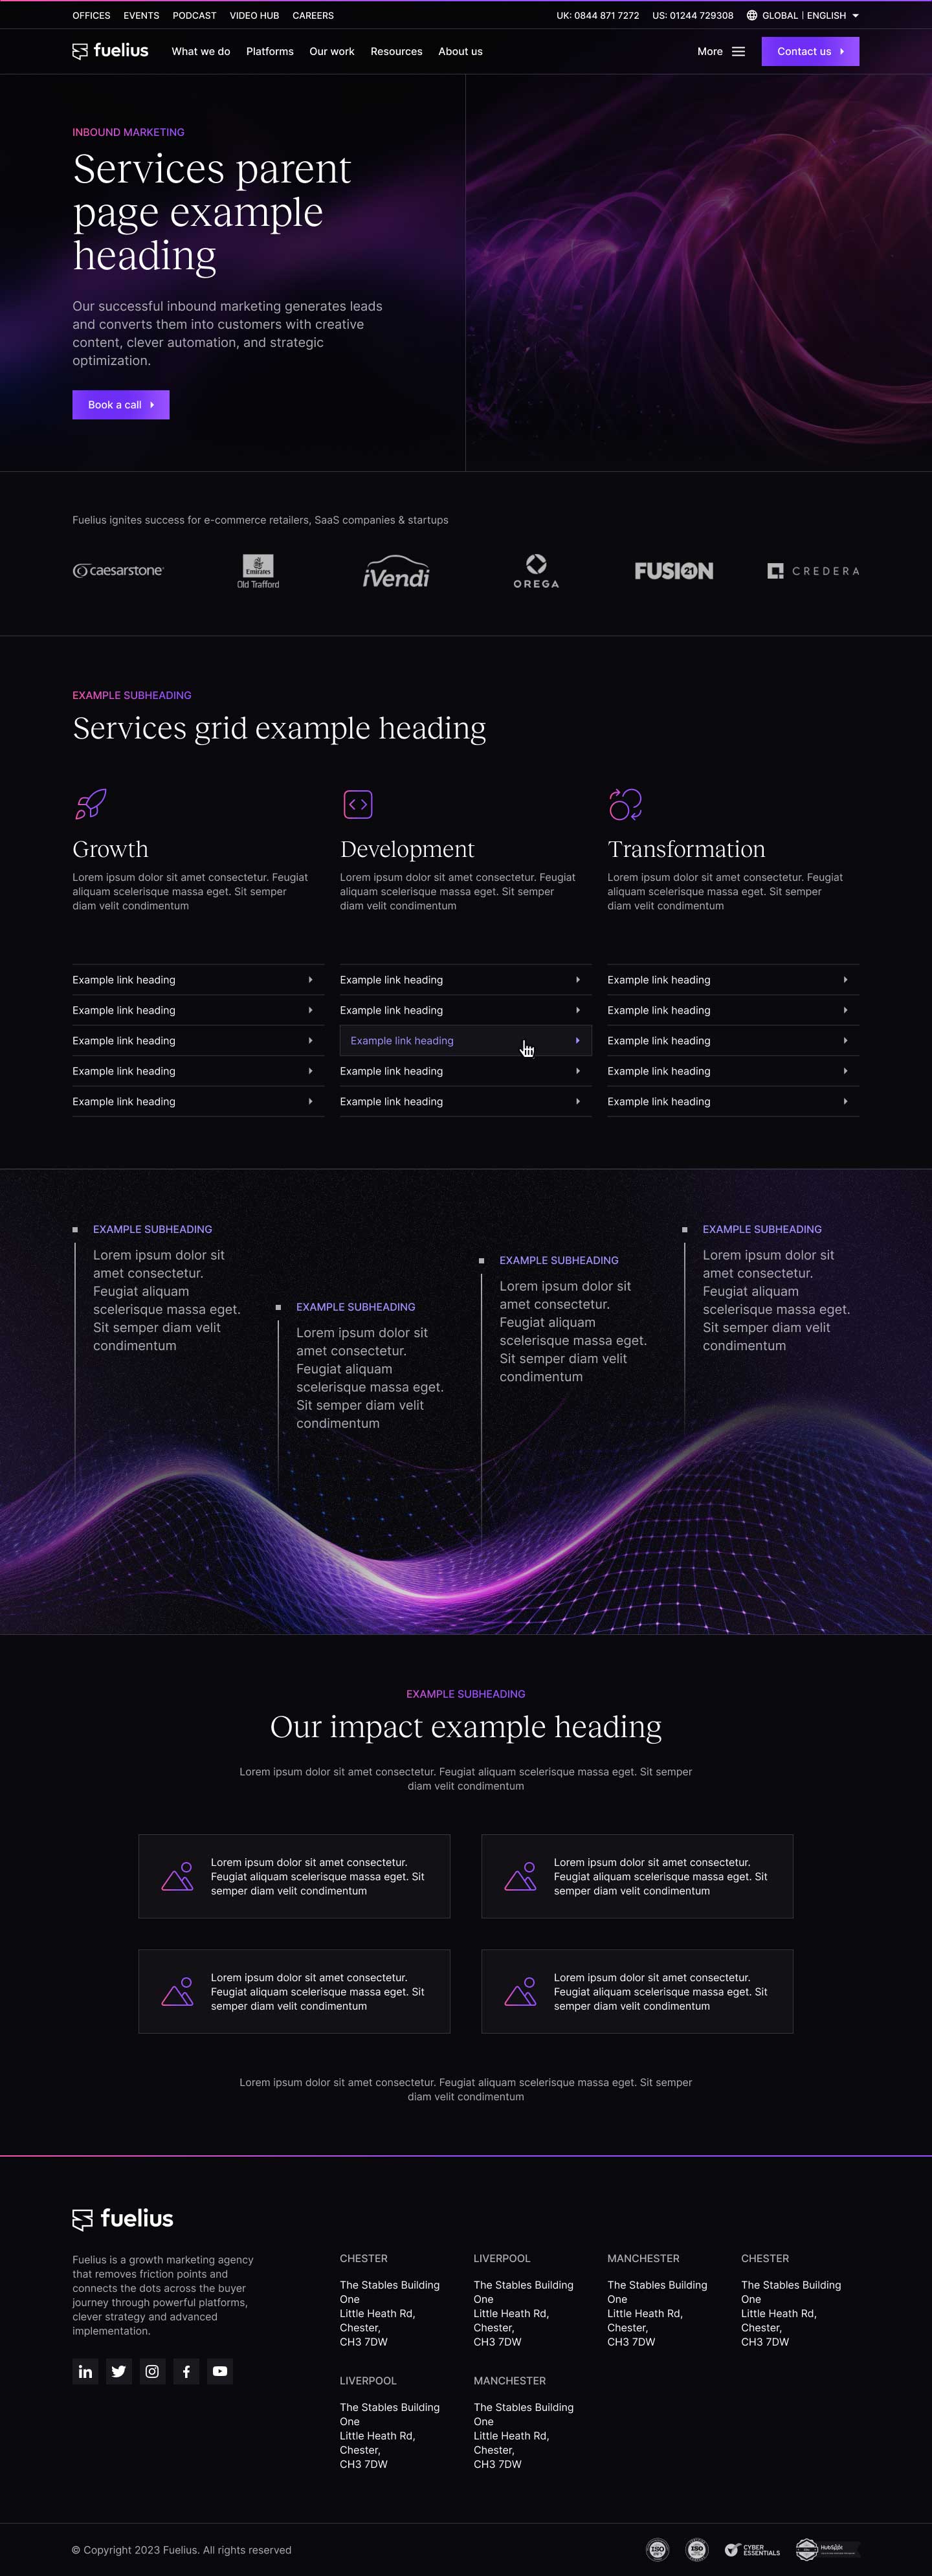 OFFICES EVENTS PODCAST VIDEO HUB CAREERS UK: 0844 871 7272 US: 01244 729308 GLOBAL | ENGLISH
fuelius What we do Platforms Our work Resources About us More Contact us
INBOUND MARKETING
Services parent
page example
heading
Our successful inbound marketing generates leads
and converts them into customers with creative
content, clever automation, and strategic
optimization.
Book a call
Fuelius ignites success for e-commerce retailers, SaaS companies & startups
caesarstone
Emirates
Old Trafford
iVendi
OREGA
FUSION
21
CREDERA
EXAMPLE SUBHEADING
Services grid example heading
Growth
Lorem ipsum dolor sit amet consectetur. Feugiat
aliquam scelerisque massa eget. Sit semper
diam velit condimentum
Example link heading
Example link heading
Example link heading
Example link heading
Example link heading
Development
Lorem ipsum dolor sit amet consectetur. Feugiat
aliquam scelerisque massa eget. Sit semper
diam velit condimentum
Example link heading
Example link heading
Example link heading
Example link heading
Example link heading
Transformation
Lorem ipsum dolor sit amet consectetur. Feugiat
aliquam scelerisque massa eget. Sit semper
diam velit condimentum
Example link heading
Example link heading
Example link heading
Example link heading
Example link heading
EXAMPLE SUBHEADING
Lorem ipsum dolor sit
amet consectetur.
Feugiat aliquam
scelerisque massa eget.
Sit semper diam velit
condimentum
EXAMPLE SUBHEADING
Lorem ipsum dolor sit
amet consectetur.
Feugiat aliquam
scelerisque massa eget.
Sit semper diam velit
condimentum
EXAMPLE SUBHEADING
Lorem ipsum dolor sit
amet consectetur.
Feugiat aliquam
scelerisque massa eget.
Sit semper diam velit
condimentum
EXAMPLE SUBHEADING
Lorem ipsum dolor sit
amet consectetur.
Feugiat aliquam
scelerisque massa eget.
Sit semper diam velit
condimentum
EXAMPLE SUBHEADING
Our impact example heading
Lorem ipsum dolor sit amet consectetur. Feugiat aliquam scelerisque massa eget. Sit semper
diam velit condimentum
Lorem ipsum dolor sit amet consectetur.
Feugiat aliquam scelerisque massa eget. Sit
semper diam velit condimentum
Lorem ipsum dolor sit amet consectetur.
Feugiat aliquam scelerisque massa eget. Sit
semper diam velit condimentum
Lorem ipsum dolor sit amet consectetur.
Feugiat aliquam scelerisque massa eget. Sit
semper diam velit condimentum
Lorem ipsum dolor sit amet consectetur.
Feugiat aliquam scelerisque massa eget. Sit
semper diam velit condimentum
Lorem ipsum dolor sit amet consectetur. Feugiat aliquam scelerisque massa eget. Sit semper
diam velit condimentum
fuelius
Fuelius is a growth marketing agency
that removes friction points and
connects the dots across the buyer
journey through powerful platforms,
clever strategy and advanced
implementation.
CHESTER
The Stables Building
One
Little Heath Rd,
Chester,
CH3 7DW
LIVERPOOL
The Stables Building
One
Little Heath Rd,
Chester,
CH3 7DW
MANCHESTER
The Stables Building
One
Little Heath Rd,
Chester,
CH3 7DW
CHESTER
The Stables Building
One
Little Heath Rd,
Chester,
CH3 7DW
LIVERPOOL
The Stables Building
One
Little Heath Rd,
Chester,
CH3 7DW
MANCHESTER
The Stables Building
One
Little Heath Rd,
Chester,
CH3 7DW
© Copyright 2023 Fuelius. All rights reserved
ISO
ISO
CYBER
ESSENTIALS
HubSpot